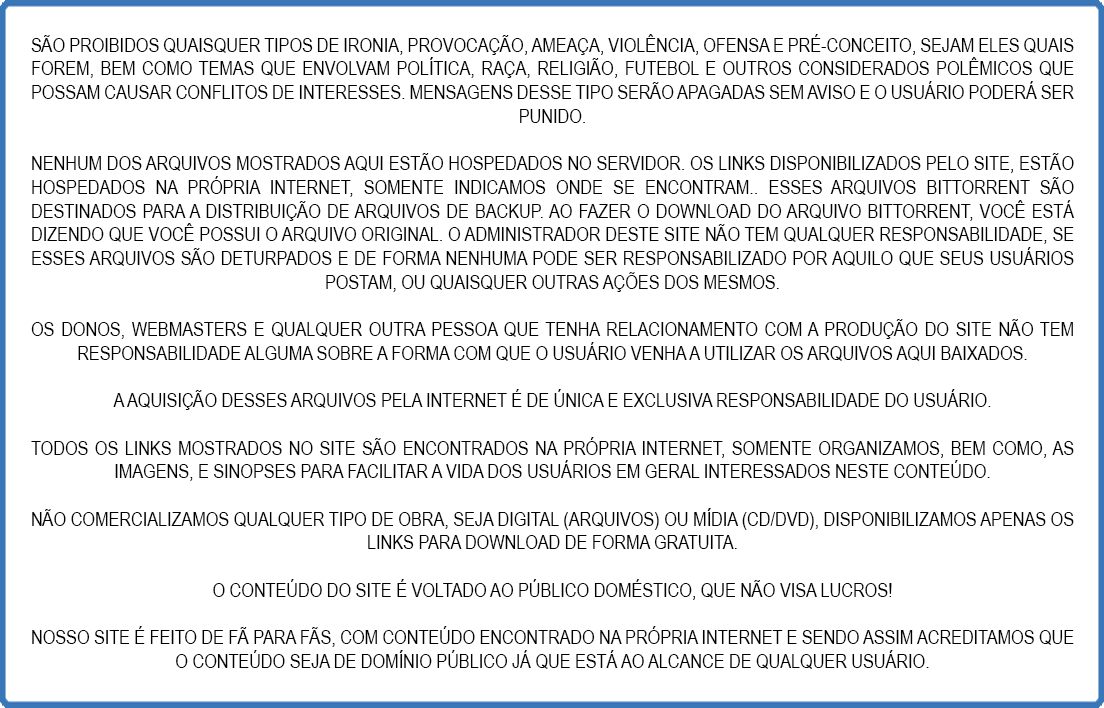 SÃO PROIBIDOS QUAISQUER TIPOS DE IRONIA, PROVOCAÇÃO, AMEAÇA, VIOLÊNCIA, OFENSA E PRÉ-CONCEITO, SEJAM ELES QUAIS
FOREM, BEM COMO TEMAS QUE ENVOLVAM POLÍTICA, RAÇA, RELIGIÃO, FUTEBOL E OUTROS CONSIDERADOS POLÊMICOS QUE
POSSAM CAUSAR CONFLITOS DE INTERESSES. MENSAGENS DESSE TIPO SERÃO APAGADAS SEM AVISO E O USUÁRIO PODERÁ SER
PUNIDO.
NENHUM DOS ARQUIVOS MOSTRADOS AQUI ESTÃO HOSPEDADOS NO SERVIDOR. OS LINKS DISPONIBILIZADOS PELO SITE, ESTÃO
HOSPEDADOS NA PRÓPRIA INTERNET, SOMENTE INDICAMOS ONDE SE ENCONTRAM.. ESSES ARQUIVOS BITTORRENT SÃO
DESTINADOS PARA A DISTRIBUIÇÃO DE ARQUIVOS DE BACKUP. AO FAZER O DOWNLOAD DO ARQUIVO BITTORRENT, VOCÊ ESTÁ
DIZENDO QUE VOCÊ POSSUI O ARQUIVO ORIGINAL. O ADMINISTRADOR DESTE SITE NÃO TEM QUALQUER RESPONSABILIDADE, SE
ESSES ARQUIVOS SÃO DETURPADOS E DE FORMA NENHUMA PODE SER RESPONSABILIZADO POR AQUILO QUE SEUS USUÁRIOS
POSTAM, OU QUAISQUER OUTRAS AÇÕES DOS MESMOS.
OS DONOS, WEBMASTERS E QUALQUER OUTRA PESSOA QUE TENHA RELACIONAMENTO COM A PRODUÇÃO DO SITE NÃO TEM
RESPONSABILIDADE ALGUMA SOBRE A FORMA COM QUE O USUÁRIO VENHA A UTILIZAR OS ARQUIVOS AQUI BAIXADOS.
A AQUISIÇÃO DESSES ARQUIVOS PELA INTERNET É DE ÚNICA E EXCLUSIVA RESPONSABILIDADE DO USUÁRIO.
TODOS OS LINKS MOSTRADOS NO SITE SÃO ENCONTRADOS NA PRÓPRIA INTERNET, SOMENTE ORGANIZAMOS, BEM COMO, AS
IMAGENS, E SINOPSES PARA FACILITAR A VIDA DOS USUÁRIOS EM GERAL INTERESSADOS NESTE CONTEÚDO.
NÃO COMERCIALIZAMOS QUALQUER TIPO DE OBRA, SEJA DIGITAL (ARQUIVOS) OU MÍDIA (CD/DVD), DISPONIBILIZAMOS APENAS OS
LINKS PARA DOWNLOAD DE FORMA GRATUITA.
O CONTEÚDO DO SITE É VOLTADO AO PÚBLICO DOMÉSTICO, QUE NÃO VISA LUCROS!
NOSSO SITE É FEITO DE FÃ PARA FÃS, COM CONTEÚDO ENCONTRADO NA PRÓPRIA INTERNET E SENDO ASSIM ACREDITAMOS QUE
O CONTEÚDO SEJA DE DOMÍNIO PÚBLICO JÁ QUE ESTÁ AO ALCANCE DE QUALQUER USUÁRIO.